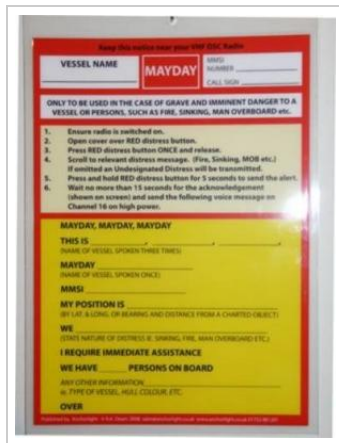 Keep this notice near your VHF DSC Radio
VESSEL NAME
MAYDAY
MMSI
NUMBER
CALL SIGN
ONLY TO BE USED IN THE CASE OF GRAVE AND IMMINENT DANGER TO A
VESSEL OR PERSONS, SUCH AS FIRE, SINKING, MAN OVERBOARD etc.
1. Ensure radio is switched on.
2. Open cover over RED distress button.
3. Press RED distress button ONCE and release.
4. Scroll to relevant distress message. (Fire, Sinking, MOB etc.)
If omitted an Undesignated Distress will be transmitted.
5. Press and hold RED distress button for 5 seconds to send the alert.
6. Wait no more than 15 seconds for the acknowledgement
(shown on screen) and send the following voice message on
Channel 16 on high power.
MAYDAY, MAYDAY, MAYDAY
THIS IS , , ,
(NAME OF VESSEL SPOKEN THREE TIMES)
MAYDAY
(NAME OF VESSEL SPOKEN ONCE)
MMSI
MY POSITION IS
(BY LAT. & LONG. OR BEARING AND DISTANCE FROM A CHARTED OBJECT)
WE
(STATE NATURE OF DISTRESS IE. SINKING, FIRE, MAN OVERBOARD ETC.)
I REQUIRE IMMEDIATE ASSISTANCE
WE HAVE PERSONS ON BOARD
ANY OTHER INFORMATION
ie. TYPE OF VESSEL, HULL COLOUR, ETC.
OVER